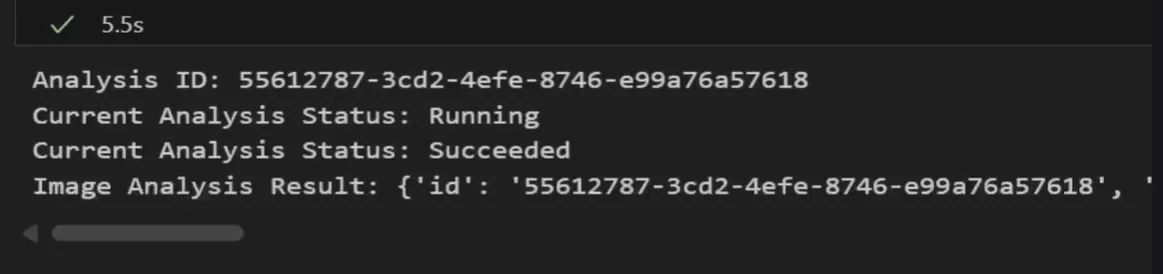 5.5s
Analysis ID: 55612787-3cd2-4efe-8746-e99a76a57618
Current Analysis Status: Running
Current Analysis Status: Succeeded
Image Analysis Result: {'id': '55612787-3cd2-4efe-8746-e99a76a57618', '